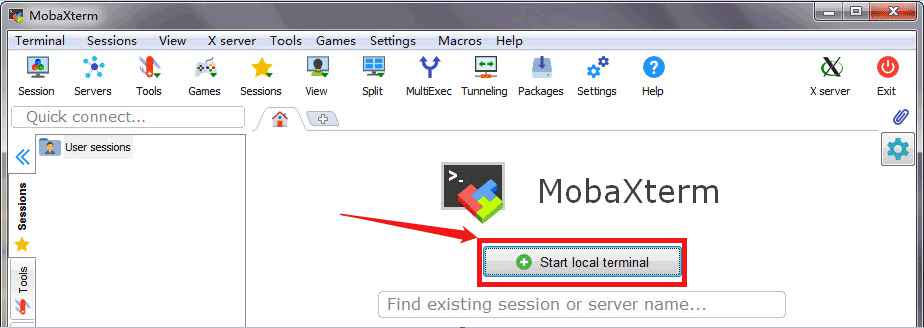 MobaXterm
Terminal Sessions View X server Tools Games Settings Macros Help
Session Servers Tools Games Sessions View Split MultiExec Tunneling Packages Settings Help X server Exit
Quick connect...
User sessions
Sessions
Tools
>_
MobaXterm
Start local terminal
Find existing session or server name...